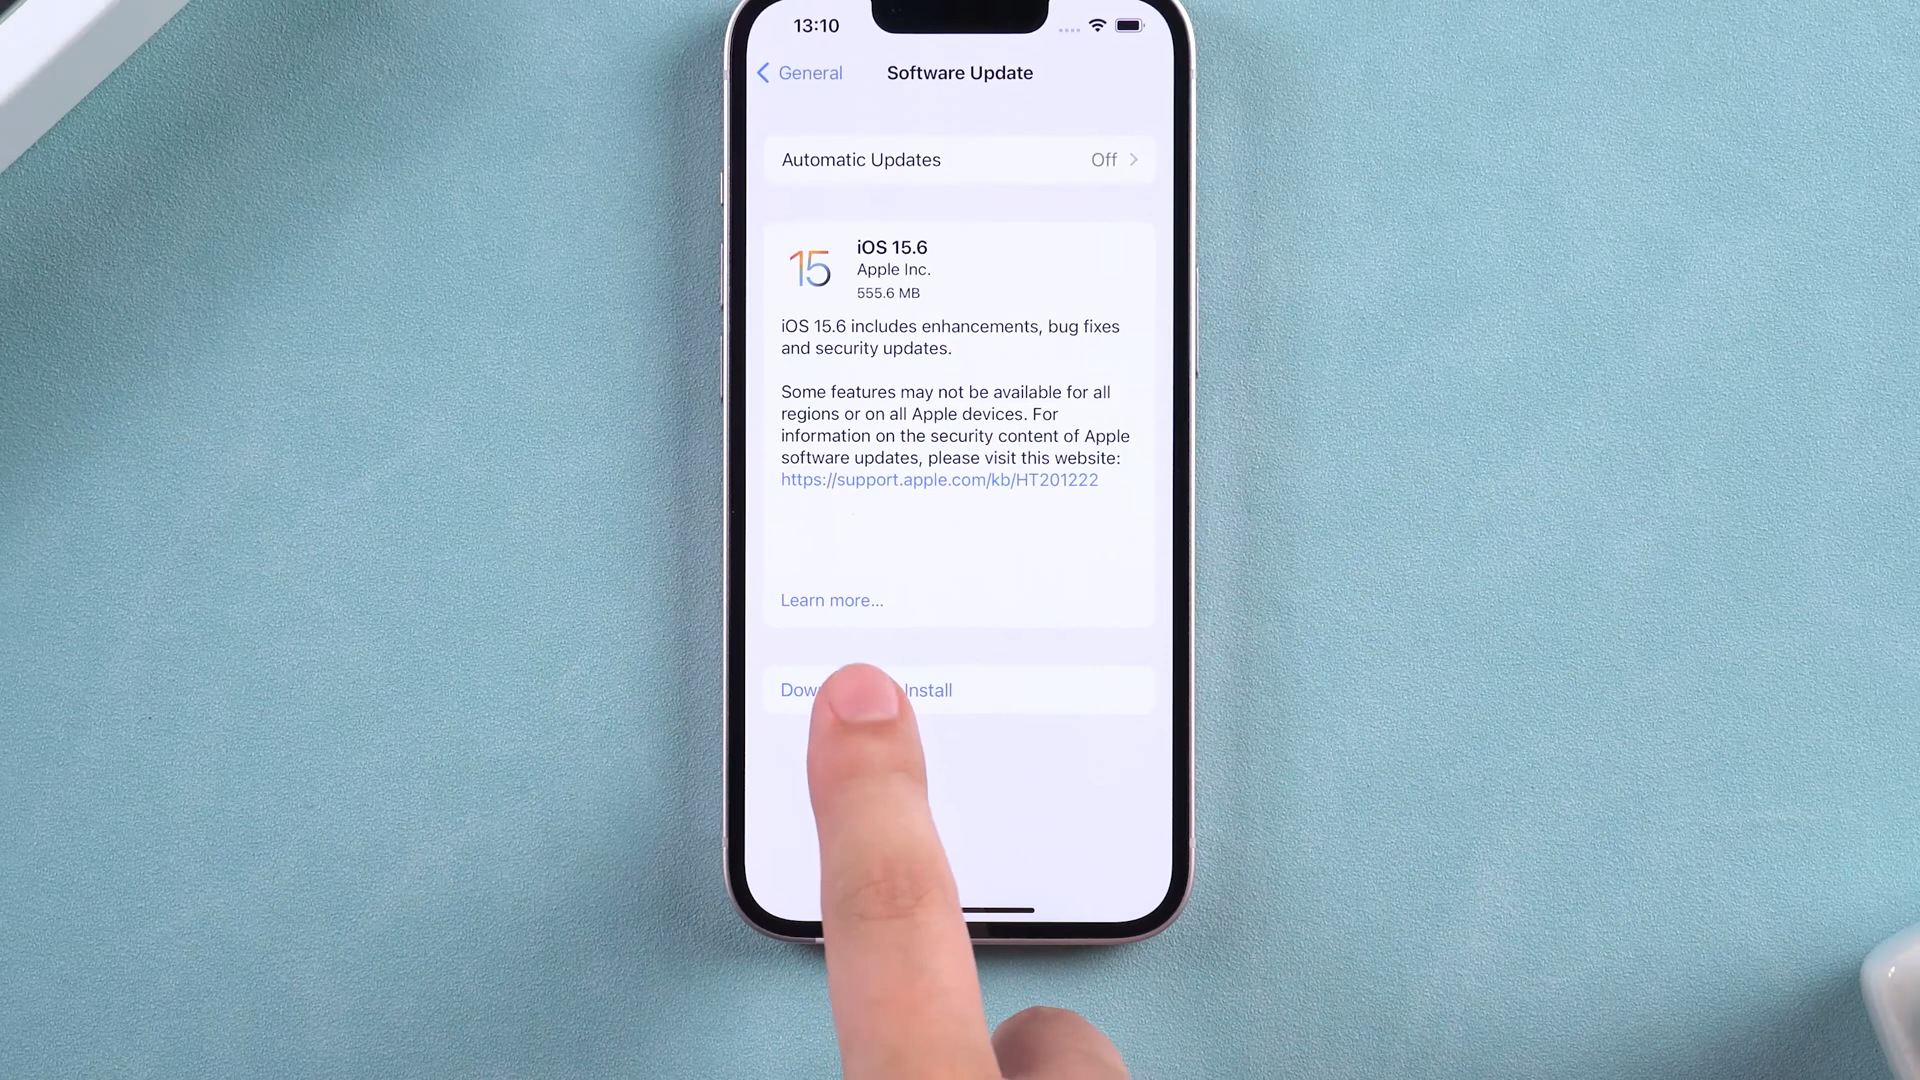 13:10
General
Software Update
Automatic Updates
Off
15
iOS 15.6
Apple Inc.
555.6 MB
iOS 15.6 includes enhancements, bug fixes
and security updates.
Some features may not be available for all
regions or on all Apple devices. For
information on the security content of Apple
software updates, please visit this website:
https://support.apple.com/kb/HT201222
Learn more...
Install